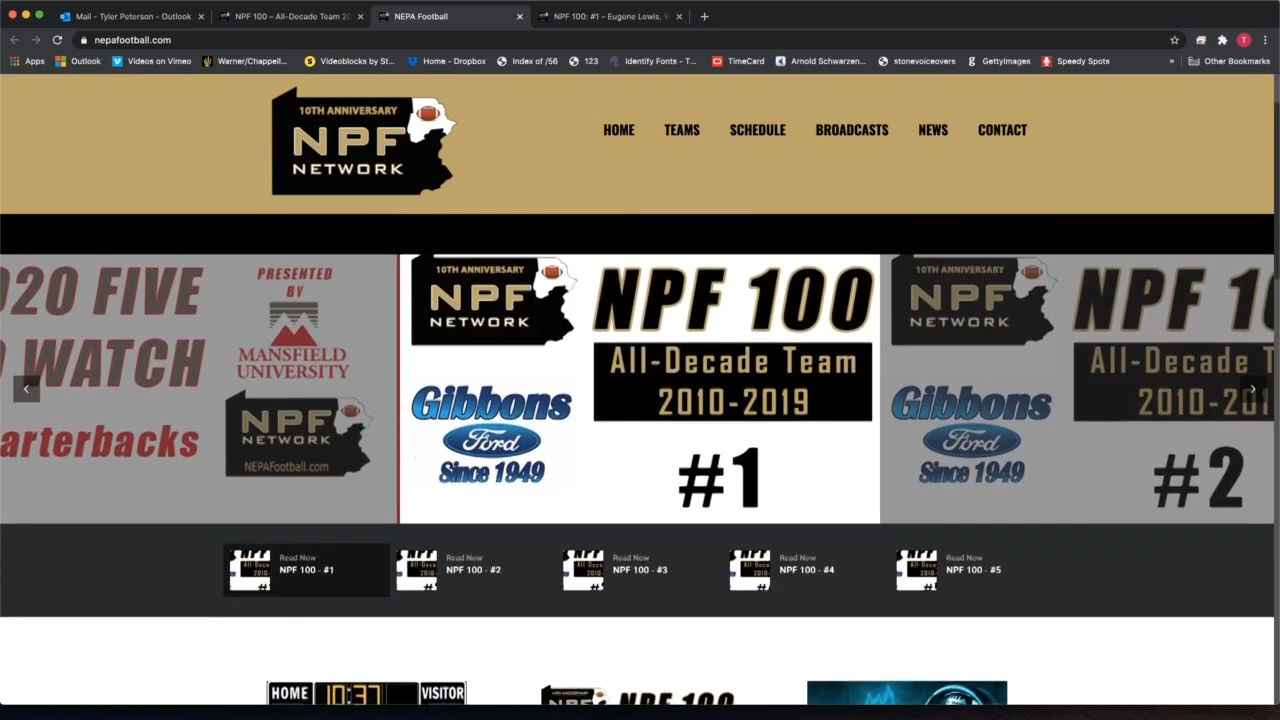 Mail - Tyler Peterson - Outlook
NPF 100 – All-Decade Team 20
NEPA Football
NPF 100: #1 – Eugene Lewis, W
nepafootball.com
T
Apps
Outlook
Videos on Vimeo
Warner/Chappell...
Videoblocks by St...
Home - Dropbox
Index of /56
123
Identify Fonts - T...
TimeCard
Arnold Schwarzen...
stonevoiceovers
GettyImages
Speedy Spots
»
Other Bookmarks
10TH ANNIVERSARY
NPF
NETWORK
HOME
TEAMS
SCHEDULE
BROADCASTS
NEWS
CONTACT
020 FIVE
WATCH
arterbacks
PRESENTED
BY
MANSFIELD
UNIVERSITY
NPF
NETWORK
NEPAFootball.com
10TH ANNIVERSARY
NPF
NETWORK
Gibbons
Ford
Since 1949
NPF 100
All-Decade Team
2010-2019
#1
10TH ANNIVERSARY
NPF
NETWORK
Gibbons
Ford
Since 1949
NPF 10
All-Decade T
2010-201
#2
Read Now
NPF 100 - #1
Read Now
NPF 100 - #2
Read Now
NPF 100 - #3
Read Now
NPF 100 - #4
Read Now
NPF 100 - #5
HOME
10:37
VISITOR
NPF 100